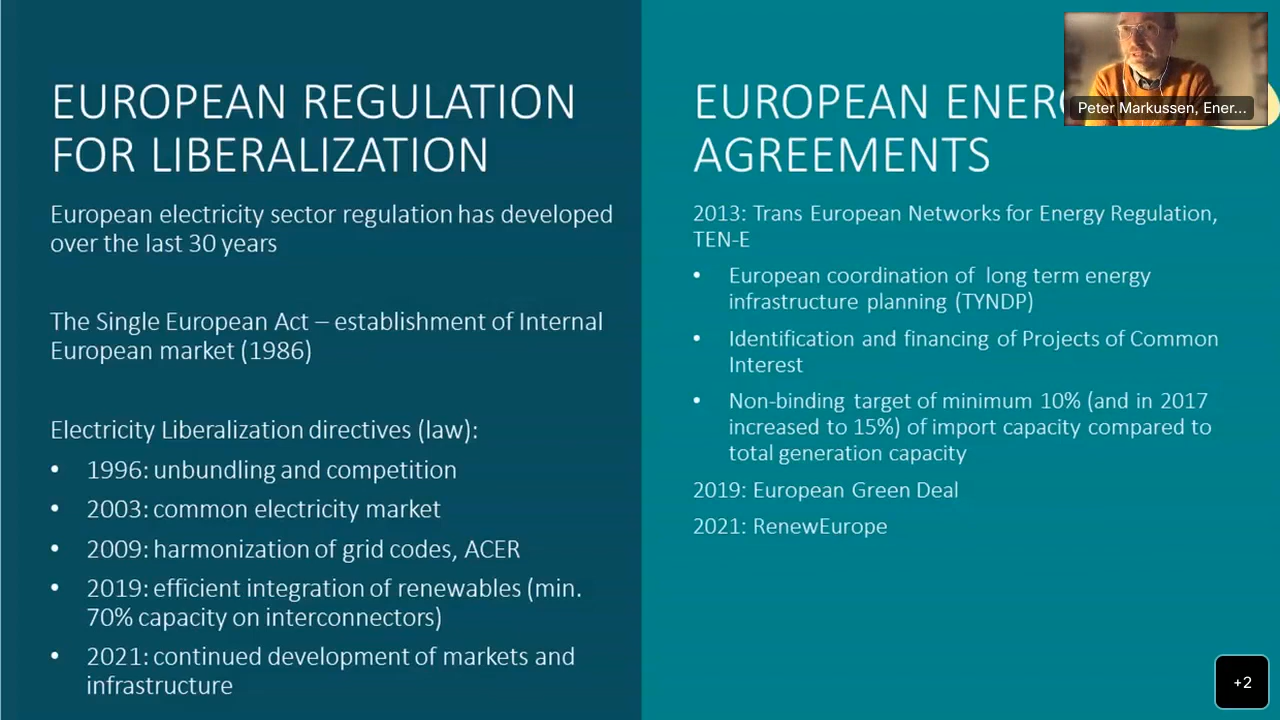 EUROPEAN REGULATION
FOR LIBERALIZATION
European electricity sector regulation has developed
over the last 30 years
The Single European Act – establishment of Internal
European market (1986)
Electricity Liberalization directives (law):
• 1996: unbundling and competition
• 2003: common electricity market
• 2009: harmonization of grid codes, ACER
• 2019: efficient integration of renewables (min.
70% capacity on interconnectors)
• 2021: continued development of markets and
infrastructure
EUROPEAN ENERG
AGREEMENTS
2013: Trans European Networks for Energy Regulation,
TEN-E
• European coordination of long term energy
infrastructure planning (TYNDP)
• Identification and financing of Projects of Common
Interest
• Non-binding target of minimum 10% (and in 2017
increased to 15%) of import capacity compared to
total generation capacity
2019: European Green Deal
2021: RenewEurope
Peter Markussen, Ener...
+2